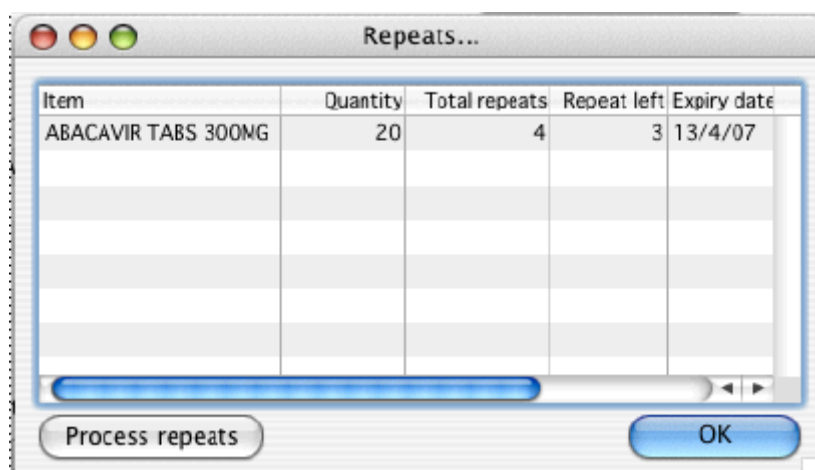 Repeats...
Item Quantity Total repeats Repeat left Expiry date
ABACAVIR TABS 300MG 20 4 3 13/4/07
Process repeats OK